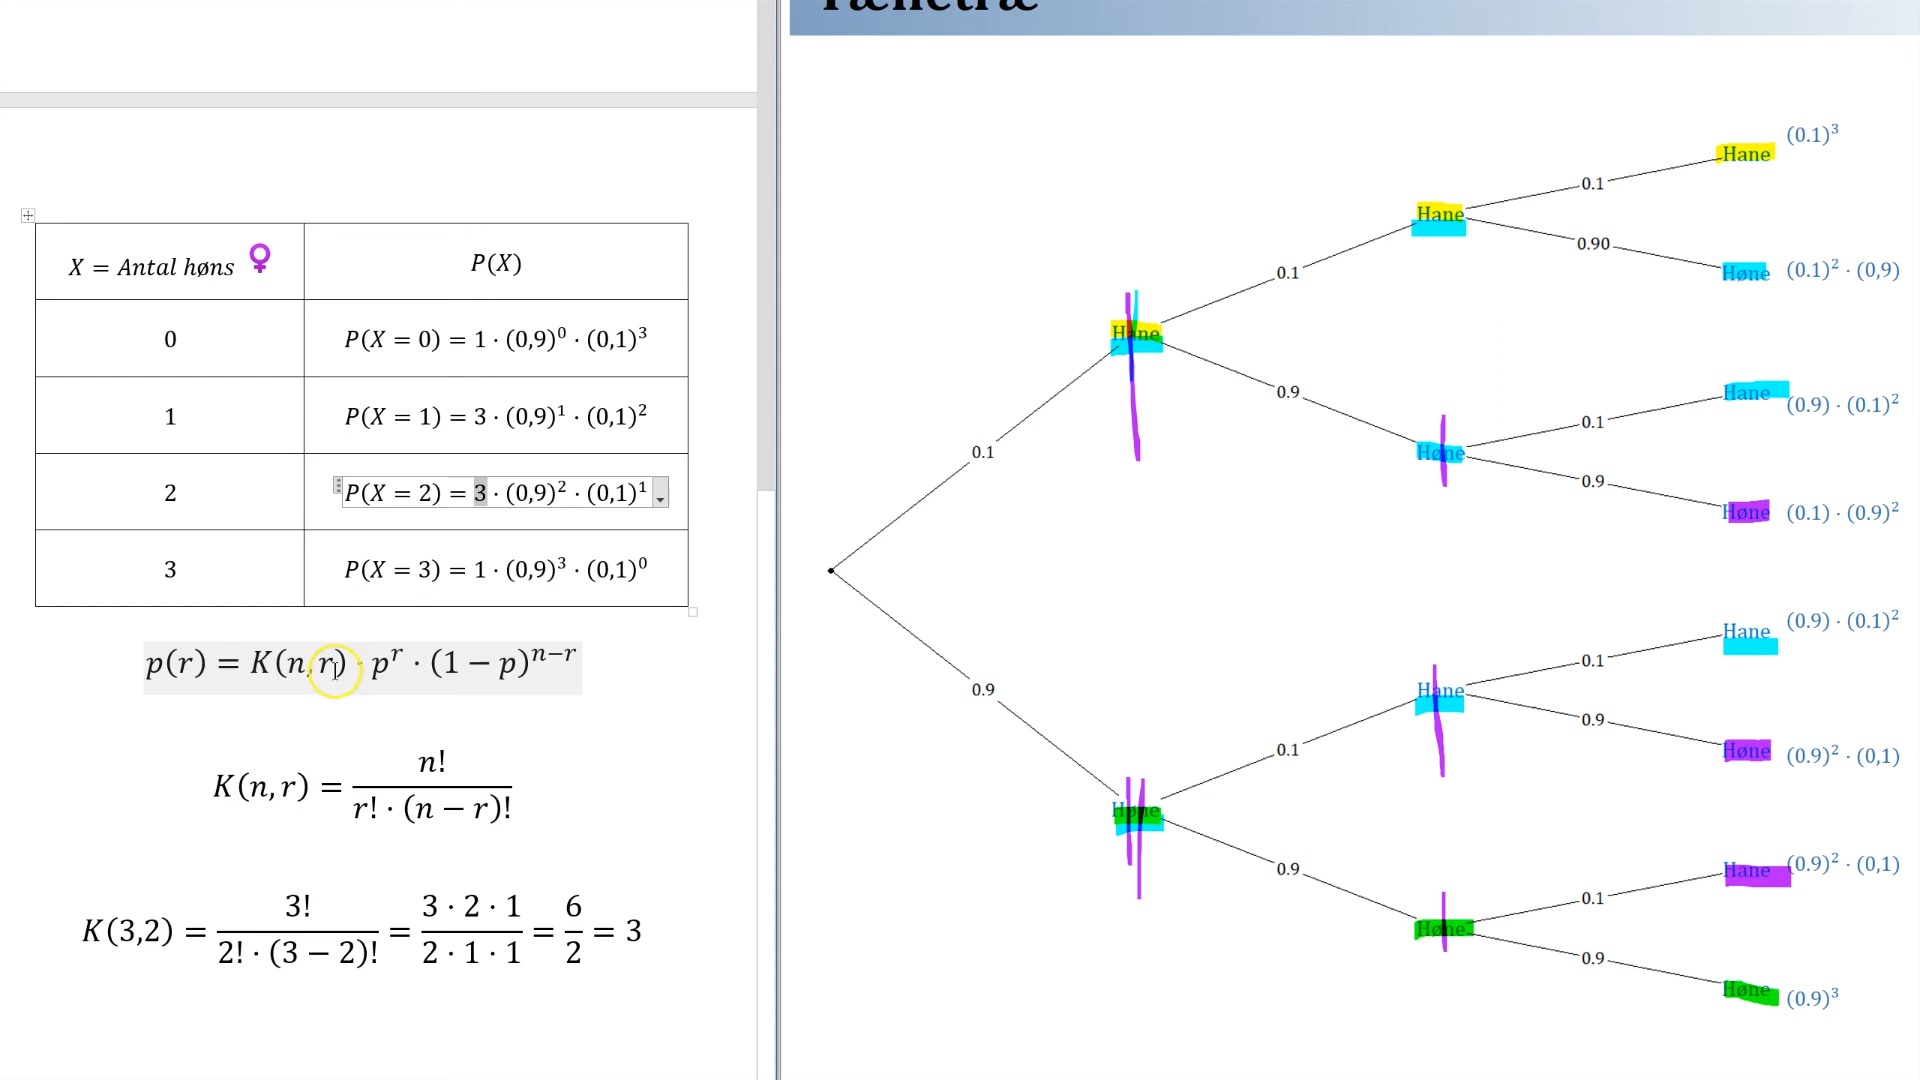 X = Antal høns ♀ P(X)
0 P(X = 0) = 1 · (0,9)⁰ · (0,1)³
1 P(X = 1) = 3 · (0,9)¹ · (0,1)²
2 P(X = 2) = 3 · (0,9)² · (0,1)¹
3 P(X = 3) = 1 · (0,9)³ · (0,1)⁰
p(r) = K(n,r) · pʳ · (1 − p)ⁿ⁻ʳ
K(n,r) = n! / r! · (n − r)!
K(3,2) = 3! / 2! · (3 − 2)! = 3 · 2 · 1 / 2 · 1 · 1 = 6 / 2 = 3
(0.1)³
Hane
0.1
Hane
0.90
Høne (0.1)² · (0,9)
0.1
Hane
0.9
Hane (0.9) · (0.1)²
0.1
0.1
Høne
0.9
Høne (0.1) · (0.9)²
Hane (0.9) · (0.1)²
0.1
0.9
Hane
0.9
0.1
Høne (0.9)² · (0,1)
Høne
0.9
Hane (0.9)² · (0,1)
0.1
Høne
0.9
Høne (0.9)³